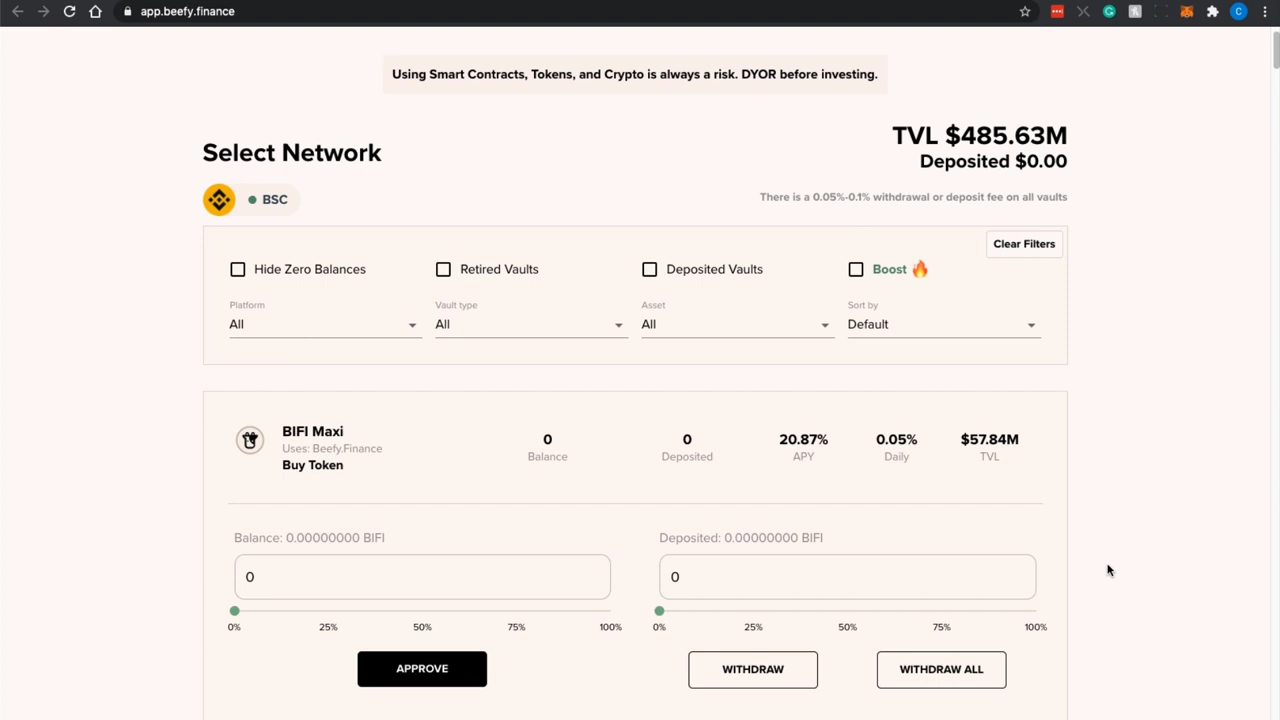 app.beefy.finance
C
Using Smart Contracts, Tokens, and Crypto is always a risk. DYOR before investing.
Select Network
TVL $485.63M
Deposited $0.00
BSC
There is a 0.05%-0.1% withdrawal or deposit fee on all vaults
Clear Filters
Hide Zero Balances Retired Vaults Deposited Vaults Boost 🔥
Platform Vault type Asset Sort by
All All All Default
BIFI Maxi
Uses: Beefy.Finance
Buy Token
0 0 20.87% 0.05% $57.84M
Balance Deposited APY Daily TVL
Balance: 0.00000000 BIFI Deposited: 0.00000000 BIFI
0 0
0% 25% 50% 75% 100% 0% 25% 50% 75% 100%
APPROVE WITHDRAW WITHDRAW ALL